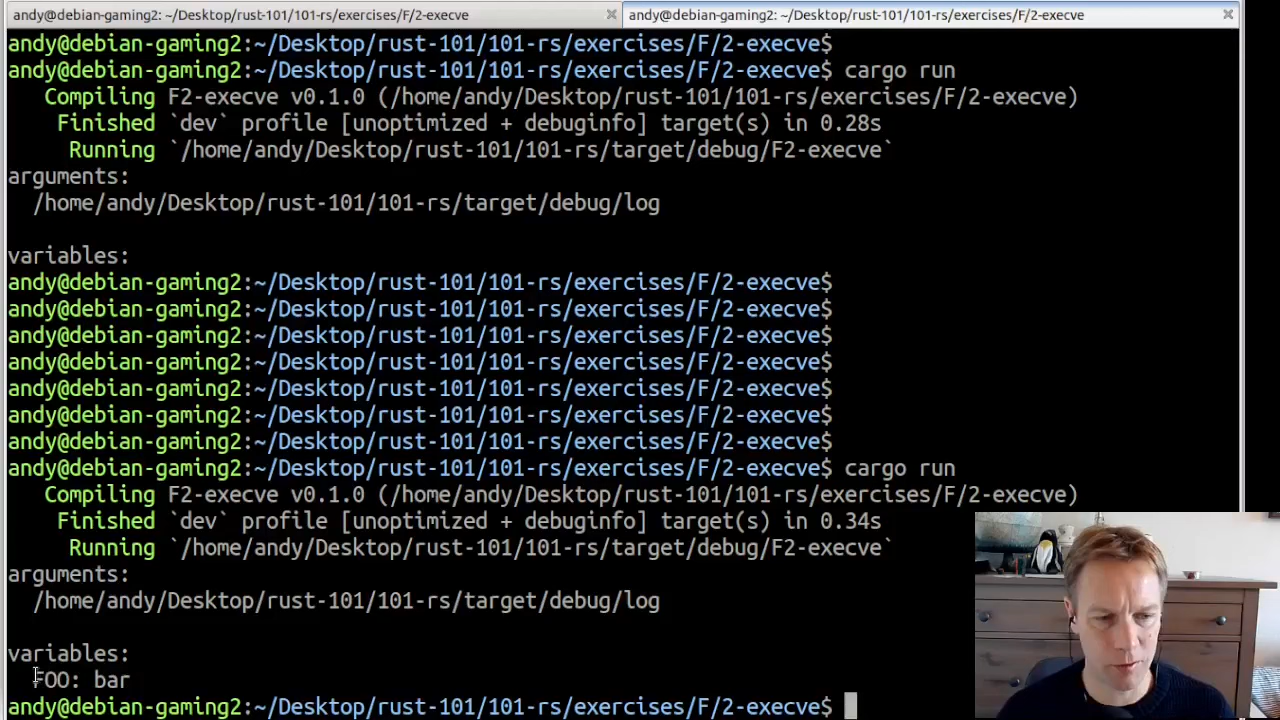 andy@debian-gaming2: ~/Desktop/rust-101/101-rs/exercises/F/2-execve
andy@debian-gaming2: ~/Desktop/rust-101/101-rs/exercises/F/2-execve
andy@debian-gaming2:~/Desktop/rust-101/101-rs/exercises/F/2-execve$
andy@debian-gaming2:~/Desktop/rust-101/101-rs/exercises/F/2-execve$ cargo run
Compiling F2-execve v0.1.0 (/home/andy/Desktop/rust-101/101-rs/exercises/F/2-execve)
Finished `dev` profile [unoptimized + debuginfo] target(s) in 0.28s
Running `/home/andy/Desktop/rust-101/101-rs/target/debug/F2-execve`
arguments:
/home/andy/Desktop/rust-101/101-rs/target/debug/log
variables:
andy@debian-gaming2:~/Desktop/rust-101/101-rs/exercises/F/2-execve$
andy@debian-gaming2:~/Desktop/rust-101/101-rs/exercises/F/2-execve$
andy@debian-gaming2:~/Desktop/rust-101/101-rs/exercises/F/2-execve$
andy@debian-gaming2:~/Desktop/rust-101/101-rs/exercises/F/2-execve$
andy@debian-gaming2:~/Desktop/rust-101/101-rs/exercises/F/2-execve$
andy@debian-gaming2:~/Desktop/rust-101/101-rs/exercises/F/2-execve$
andy@debian-gaming2:~/Desktop/rust-101/101-rs/exercises/F/2-execve$
andy@debian-gaming2:~/Desktop/rust-101/101-rs/exercises/F/2-execve$ cargo run
Compiling F2-execve v0.1.0 (/home/andy/Desktop/rust-101/101-rs/exercises/F/2-execve)
Finished `dev` profile [unoptimized + debuginfo] target(s) in 0.34s
Running `/home/andy/Desktop/rust-101/101-rs/target/debug/F2-execve`
arguments:
/home/andy/Desktop/rust-101/101-rs/target/debug/log
variables:
FOO: bar
andy@debian-gaming2:~/Desktop/rust-101/101-rs/exercises/F/2-execve$